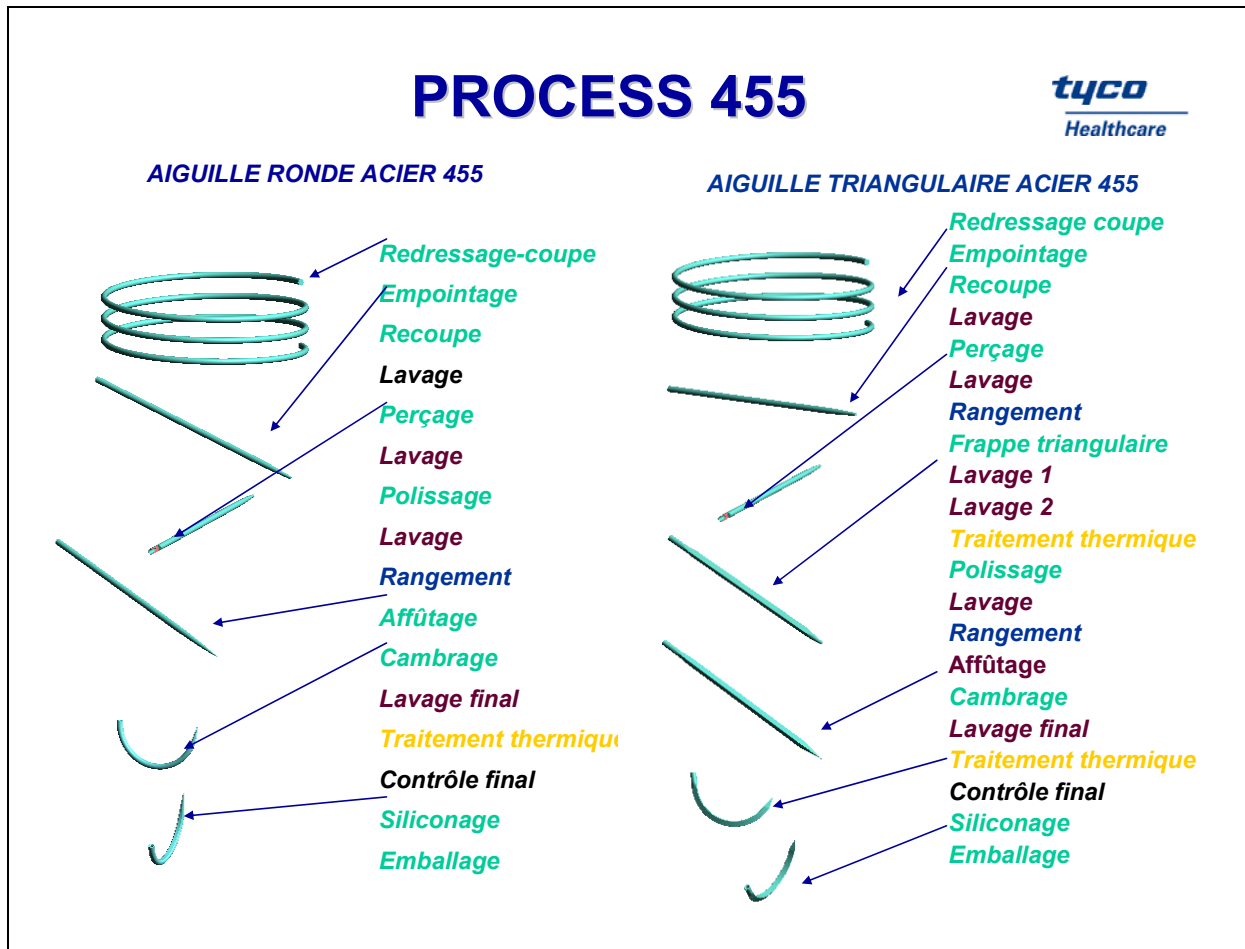 PROCESS 455
tyco
Healthcare
AIGUILLE RONDE ACIER 455
Redressage-coupe
Empointage
Recoupe
Lavage
Perçage
Lavage
Polissage
Lavage
Rangement
Affûtage
Cambrage
Lavage final
Traitement thermique
Contrôle final
Siliconage
Emballage
AIGUILLE TRIANGULAIRE ACIER 455
Redressage coupe
Empointage
Recoupe
Lavage
Perçage
Lavage
Rangement
Frappe triangulaire
Lavage 1
Lavage 2
Traitement thermique
Polissage
Lavage
Rangement
Affûtage
Cambrage
Lavage final
Traitement thermique
Contrôle final
Siliconage
Emballage